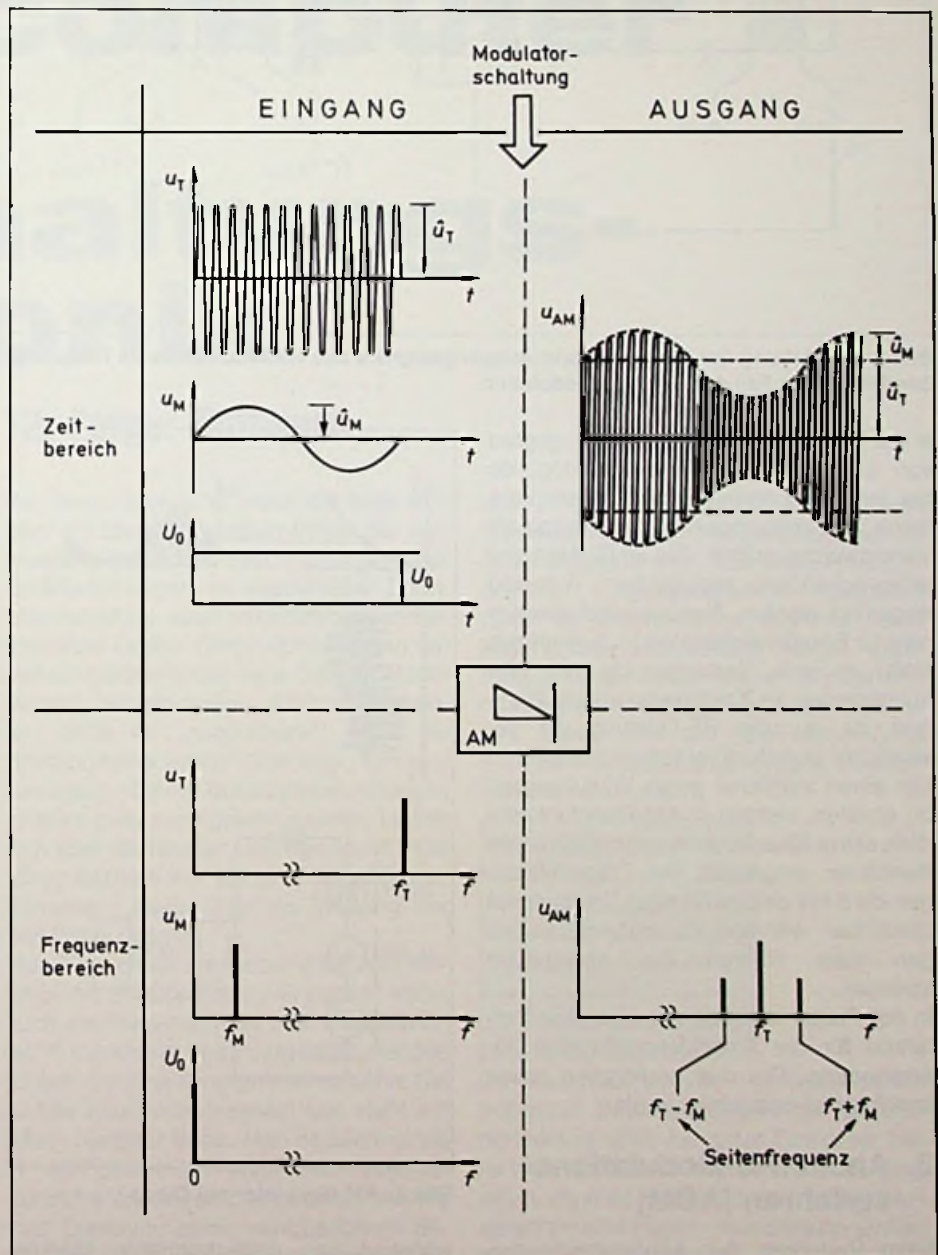 Modulator-
schaltung
EINGANG
AUSGANG
Zeit-
bereich
u_T
û_T
t
u_M
û_M
t
U_0
U_0
t
u_AM
û_M
û_T
t
AM
Frequenz-
bereich
u_T
f_T
f
u_M
f_M
f
U_0
0
f
u_AM
f_T
f
f_T - f_M
f_T + f_M
Seitenfrequenz